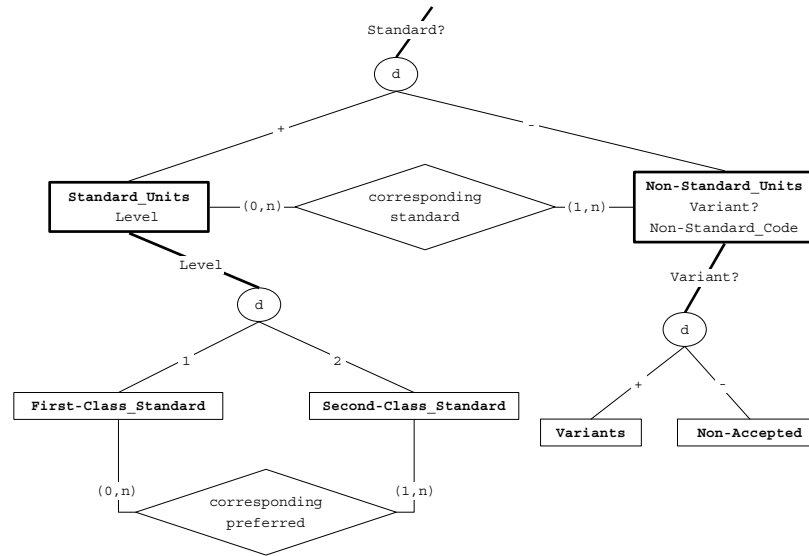 Standard?
d
+
-
Standard_Units
Level
(0,n)
corresponding
standard
(1,n)
Non-Standard_Units
Variant?
Non-Standard_Code
Level
Variant?
d
d
1
2
+
-
First-Class_Standard
Second-Class_Standard
Variants
Non-Accepted
(0,n)
corresponding
preferred
(1,n)